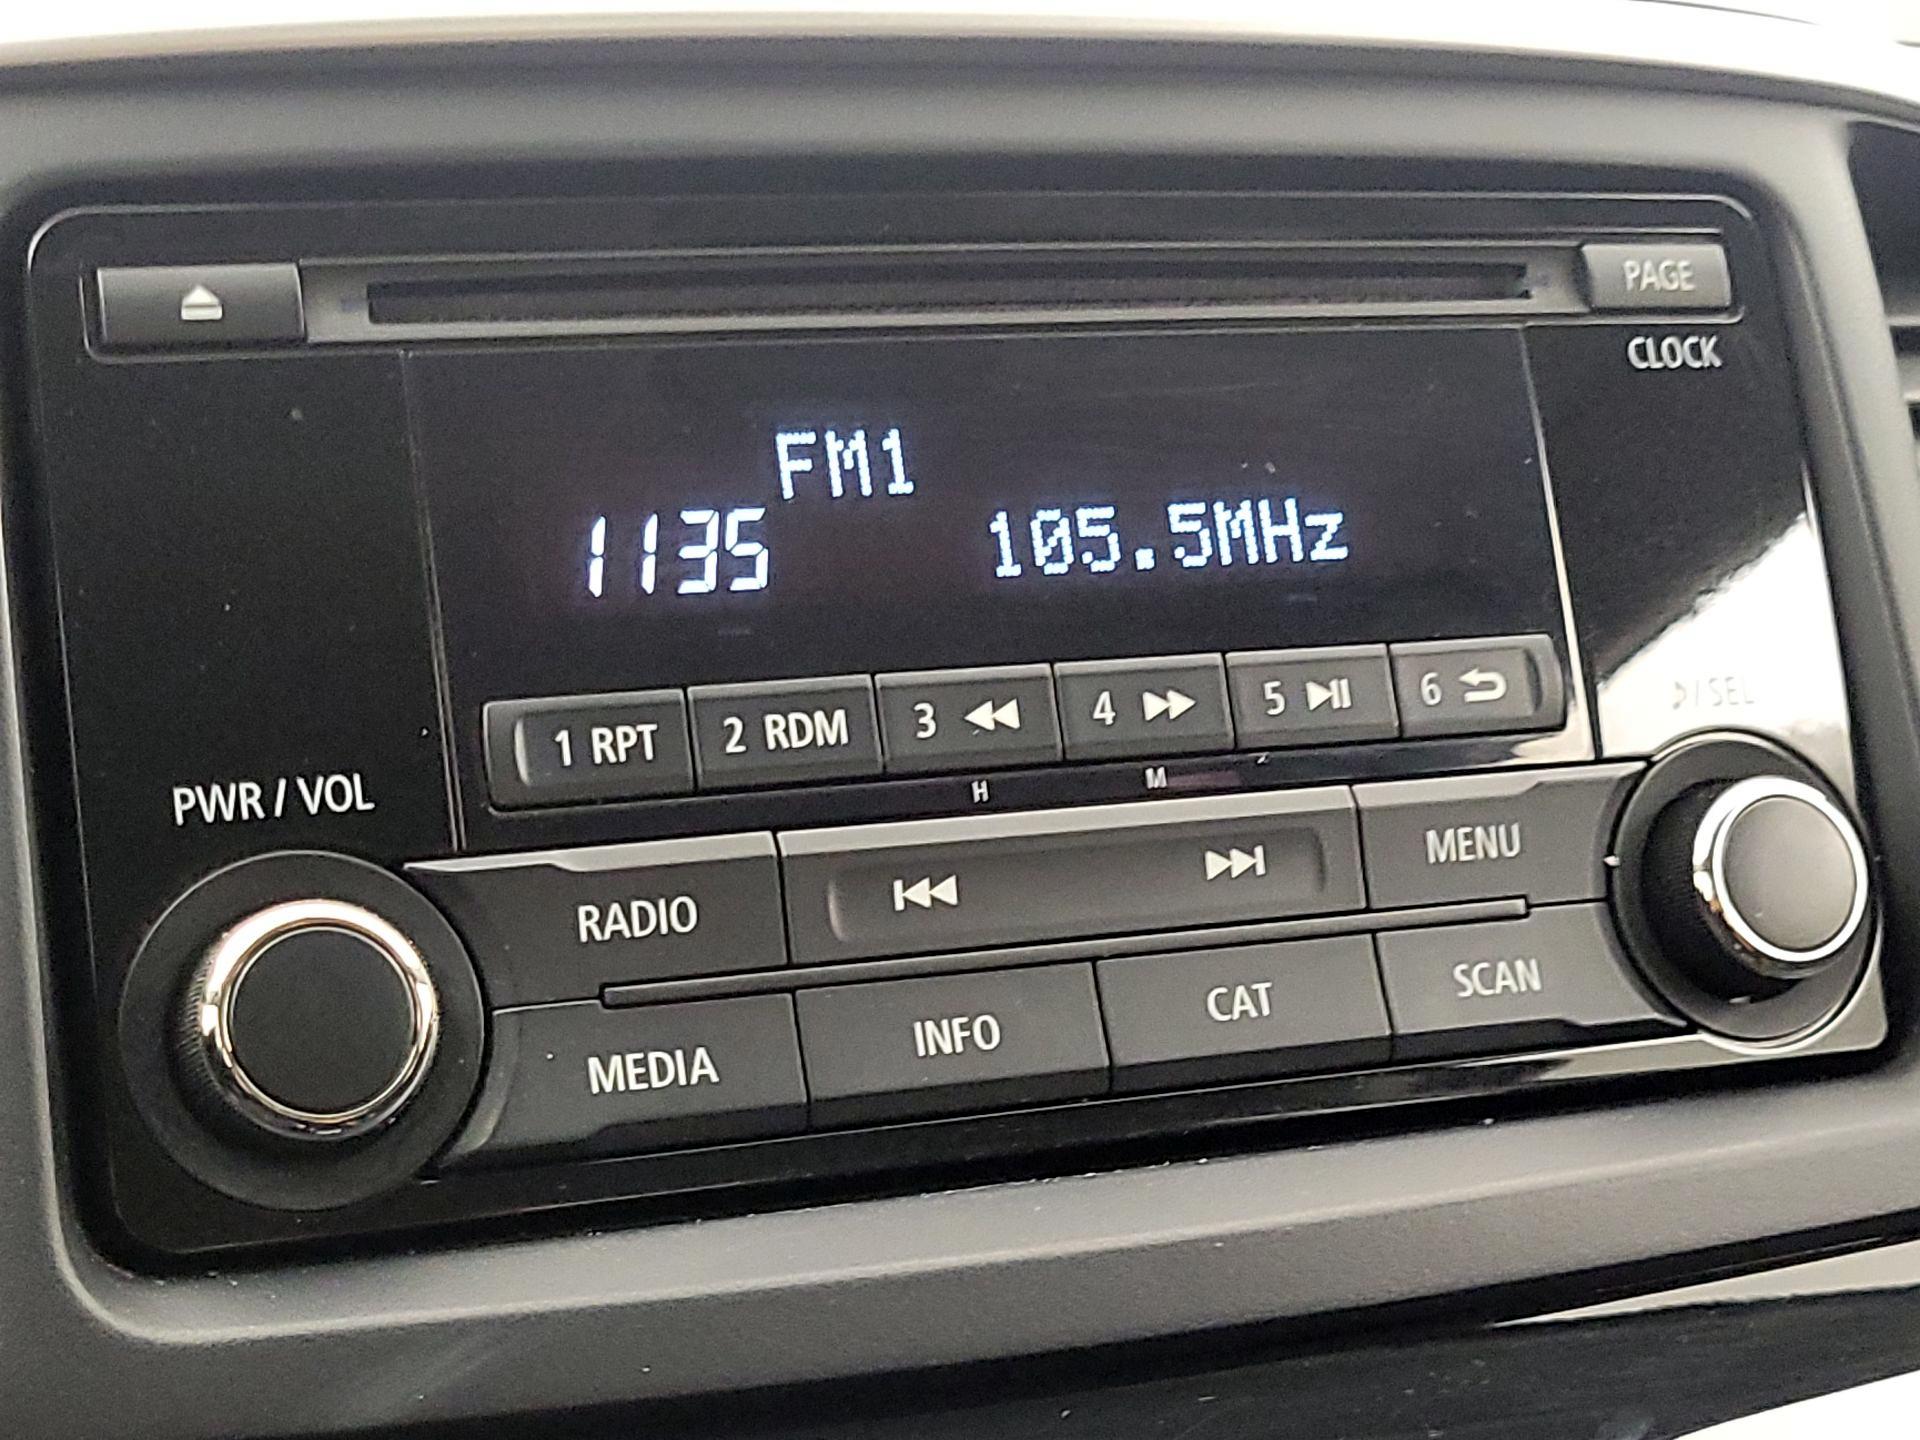 PAGE
CLOCK
FM1
1135 105.5MHz
1 RPT 2 RDM 3 4 5 6
H M Z
PWR / VOL
♪/SEL
RADIO MENU
MEDIA INFO CAT SCAN